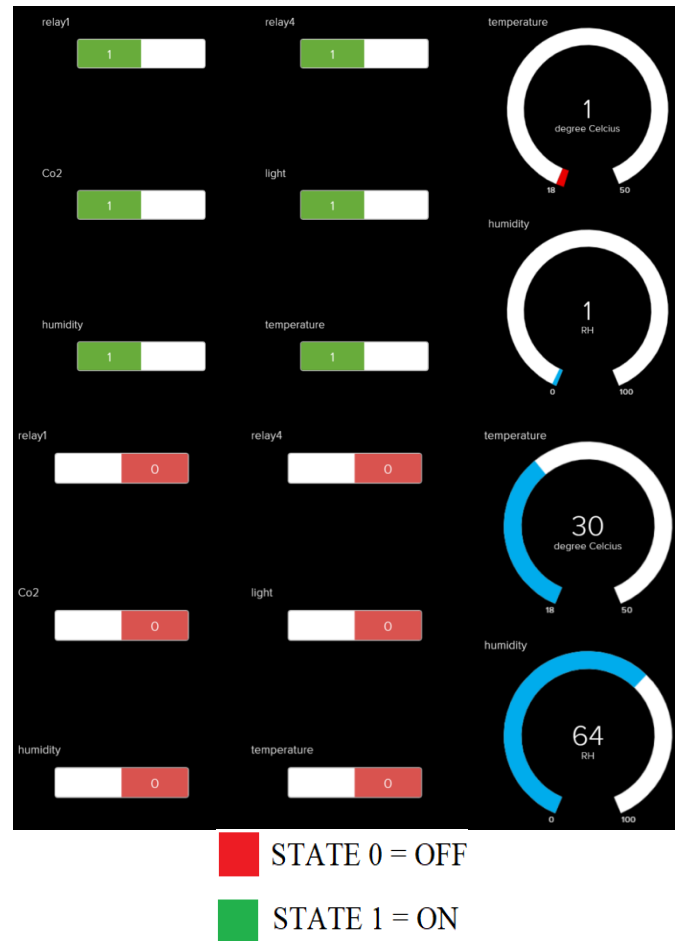 relay1
relay4
temperature
1
1
1
degree Celcius
18
50
Co2
light
1
1
humidity
1
RH
0
100
humidity
temperature
1
1
relay1
relay4
temperature
0
0
30
degree Celcius
18
50
Co2
light
0
0
humidity
64
RH
0
100
humidity
temperature
0
0
STATE 0 = OFF
STATE 1 = ON